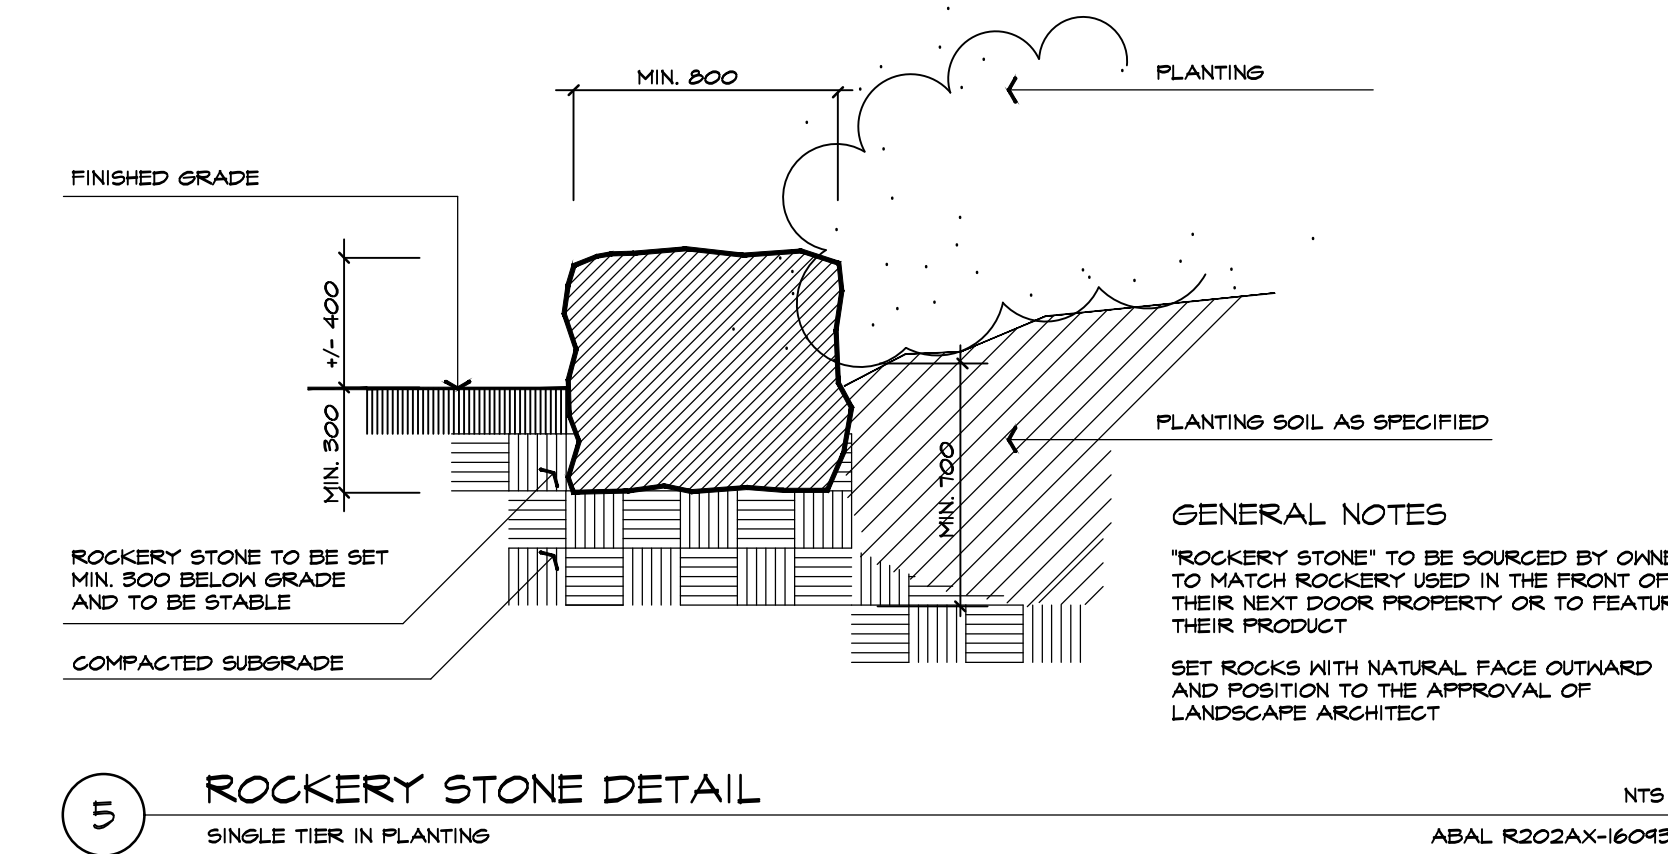 MIN. 800
PLANTING
FINISHED GRADE
+/- 400
MIN. 300
PLANTING SOIL AS SPECIFIED
MIN. 700
ROCKERY STONE TO BE SET
MIN. 300 BELOW GRADE
AND TO BE STABLE
COMPACTED SUBGRADE
GENERAL NOTES
"ROCKERY STONE" TO BE SOURCED BY OWNE
TO MATCH ROCKERY USED IN THE FRONT OF
THEIR NEXT DOOR PROPERTY OR TO FEATUR
THEIR PRODUCT
SET ROCKS WITH NATURAL FACE OUTWARD
AND POSITION TO THE APPROVAL OF
LANDSCAPE ARCHITECT
5
ROCKERY STONE DETAIL
NTS
SINGLE TIER IN PLANTING
ABAL R202AX-16095